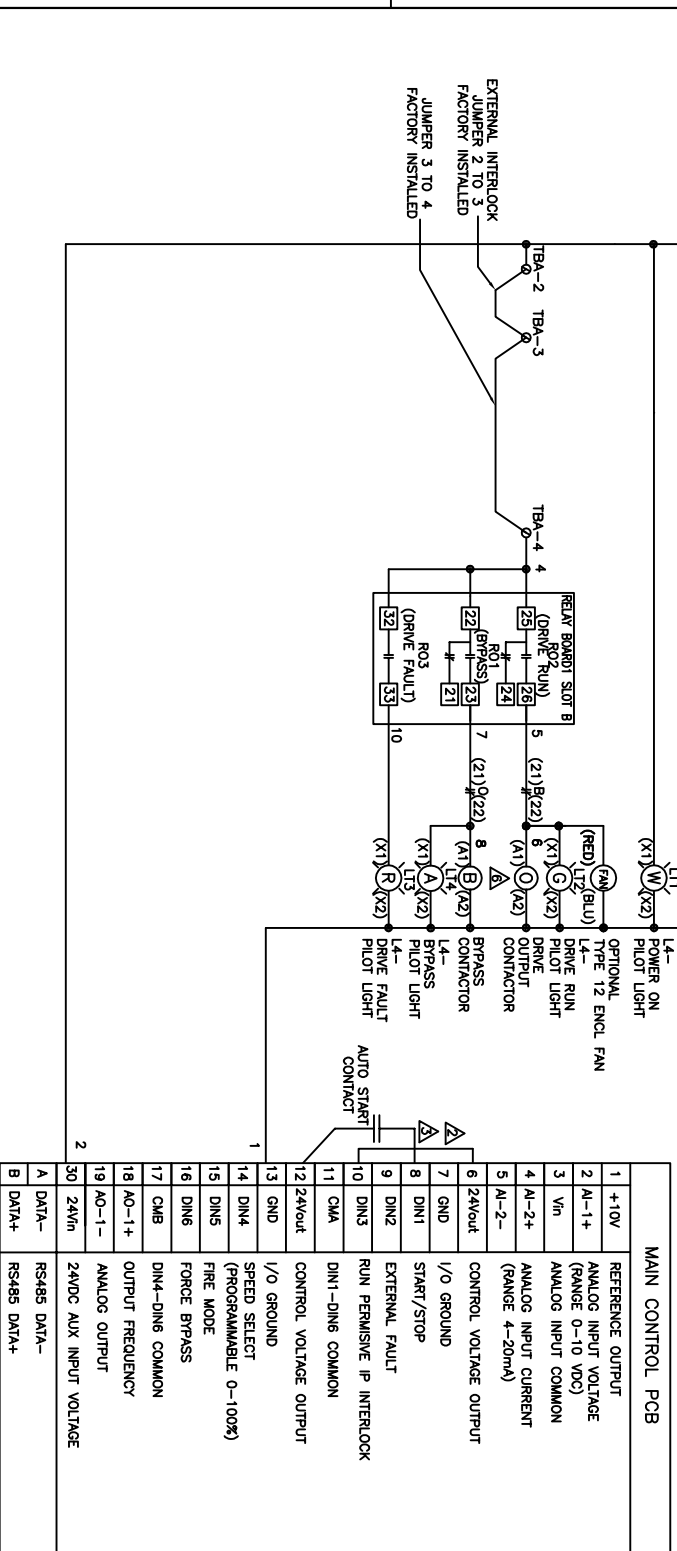 EXTERNAL INTERLOCK
JUMPER 2 TO 3
FACTORY INSTALLED
JUMPER 3 TO 4
FACTORY INSTALLED
TBA-2
TBA-3
TBA-4
4
RELAY BOARD1 SLOT B
25
RO2
26
(DRIVE RUN)
24
22
RO1
23
(BYPASS)
21
32
RO3
33
(DRIVE FAULT)
5
7
10
(21) B (22)
(21) O (22)
6
8
LT1
(X1) W (X2)
L4-
POWER ON
PILOT LIGHT
(RED) FAN (BLU)
OPTIONAL
TYPE 12 ENCL FAN
LT2
(X1) G (X2)
L4-
DRIVE RUN
PILOT LIGHT
(A1) O (A2)
DRIVE
OUTPUT
CONTACTOR
6
(A1) B (A2)
BYPASS
CONTACTOR
LT4
(X1) A (X2)
L4-
BYPASS
PILOT LIGHT
LT3
(X1) R (X2)
L4-
DRIVE FAULT
PILOT LIGHT
AUTO START
CONTACT
2
3
1
2
MAIN CONTROL PCB
1 +10V REFERENCE OUTPUT
2 AI-1+ ANALOG INPUT VOLTAGE
(RANGE 0-10 VDC)
3 Vin ANALOG INPUT COMMON
4 AI-2+ ANALOG INPUT CURRENT
5 AI-2- (RANGE 4-20mA)
6 24Vout CONTROL VOLTAGE OUTPUT
7 GND I/O GROUND
8 DIN1 START/STOP
9 DIN2 EXTERNAL FAULT
10 DIN3 RUN PERMISIVE IP INTERLOCK
11 CMA DIN1-DIN6 COMMON
12 24Vout CONTROL VOLTAGE OUTPUT
13 GND I/O GROUND
14 DIN4 SPEED SELECT
(PROGRAMMABLE 0-100%)
15 DIN5 FIRE MODE
16 DIN6 FORCE BYPASS
17 CMB DIN4-DIN6 COMMON
18 AO-1+ OUTPUT FREQUENCY
19 AO-1- ANALOG OUTPUT
30 24Vin 24VDC AUX INPUT VOLTAGE
A DATA- RS485 DATA-
B DATA+ RS485 DATA+